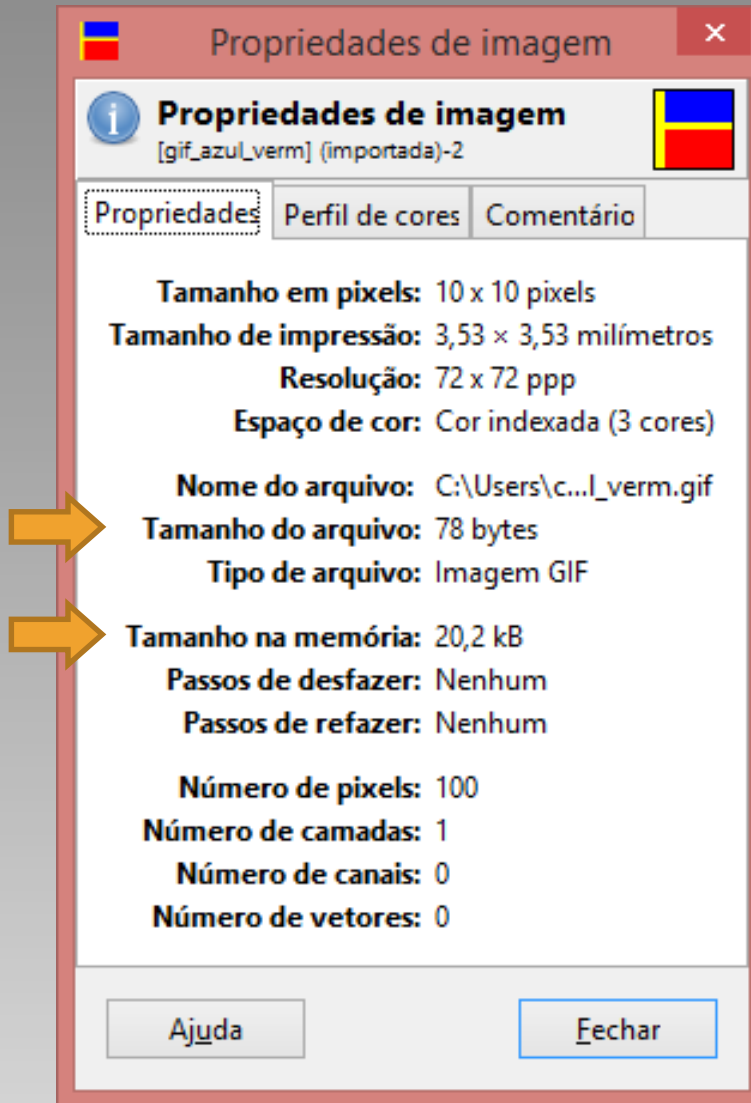 Propriedades de imagem
Propriedades de imagem
[gif_azul_verm] (importada)-2
Propriedades Perfil de cores Comentário
Tamanho em pixels: 10 x 10 pixels
Tamanho de impressão: 3,53 × 3,53 milímetros
Resolução: 72 x 72 ppp
Espaço de cor: Cor indexada (3 cores)
Nome do arquivo: C:\Users\c...l_verm.gif
Tamanho do arquivo: 78 bytes
Tipo de arquivo: Imagem GIF
Tamanho na memória: 20,2 kB
Passos de desfazer: Nenhum
Passos de refazer: Nenhum
Número de pixels: 100
Número de camadas: 1
Número de canais: 0
Número de vetores: 0
Ajuda Fechar